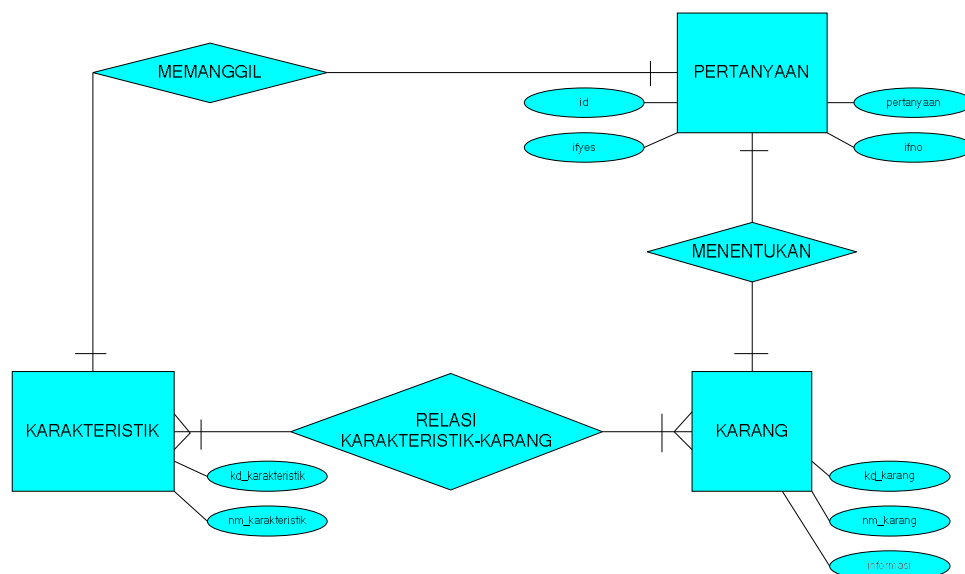 MEMANGGIL
PERTANYAAN
id
pertanyaan
ifyes
ifno
MENENTUKAN
KARAKTERISTIK
RELASI
KARAKTERISTIK-KARANG
KARANG
kd_karakteristik
kd_karang
nm_karakteristik
nm_karang
informasi